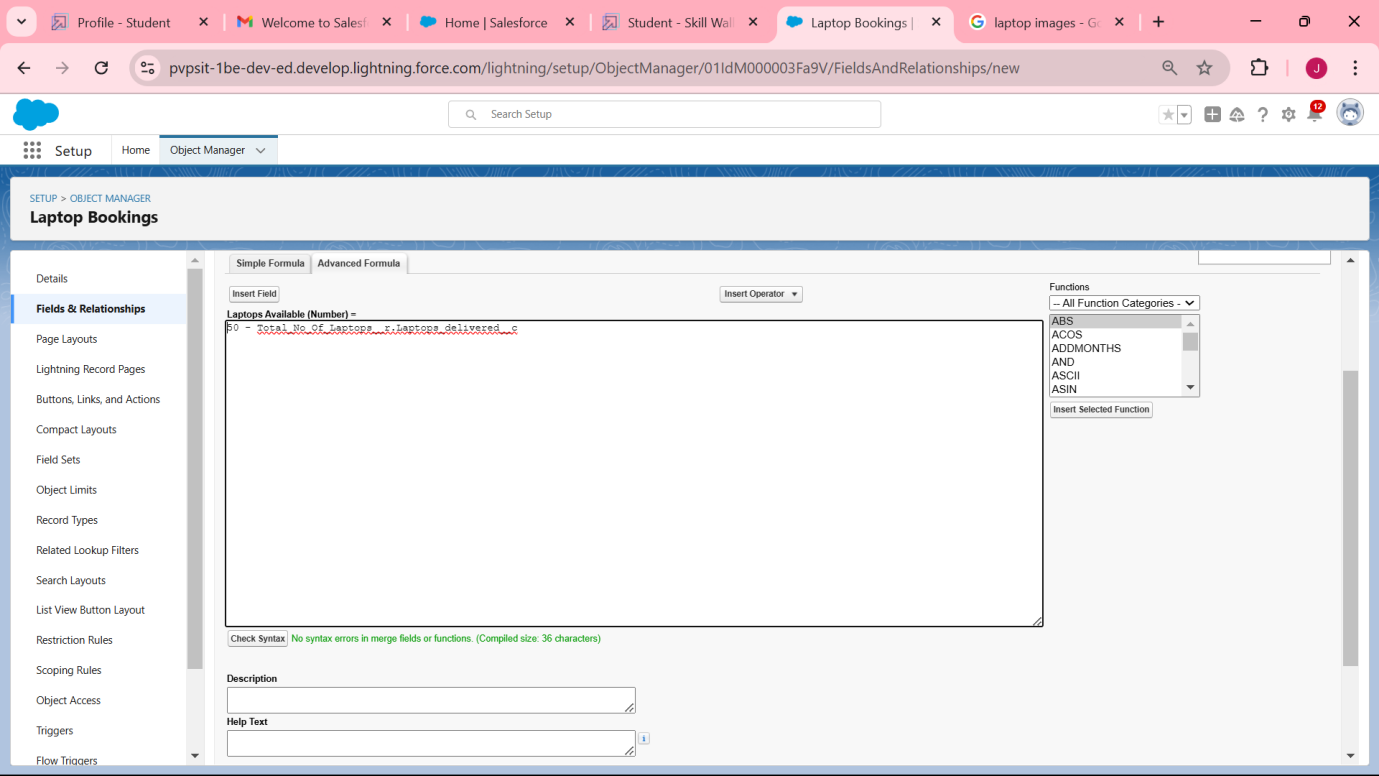 Profile - Student
Welcome to Salesf
Home | Salesforce
Student - Skill Wall
Laptop Bookings |
laptop images - Go
pvpsit-1be-dev-ed.develop.lightning.force.com/lightning/setup/ObjectManager/01IdM000003Fa9V/FieldsAndRelationships/new
J
Search Setup
12
Setup
Home
Object Manager
SETUP > OBJECT MANAGER
Laptop Bookings
Details
Fields & Relationships
Page Layouts
Lightning Record Pages
Buttons, Links, and Actions
Compact Layouts
Field Sets
Object Limits
Record Types
Related Lookup Filters
Search Layouts
List View Button Layout
Restriction Rules
Scoping Rules
Object Access
Triggers
Flow Triggers
Simple Formula
Advanced Formula
Insert Field
Insert Operator
Laptops Available (Number) =
50 - Total_No_Of_Laptops__r.Laptops_delivered__c
Functions
-- All Function Categories -
ABS
ACOS
ADDMONTHS
AND
ASCII
ASIN
Insert Selected Function
Check Syntax
No syntax errors in merge fields or functions. (Compiled size: 36 characters)
Description
Help Text
i